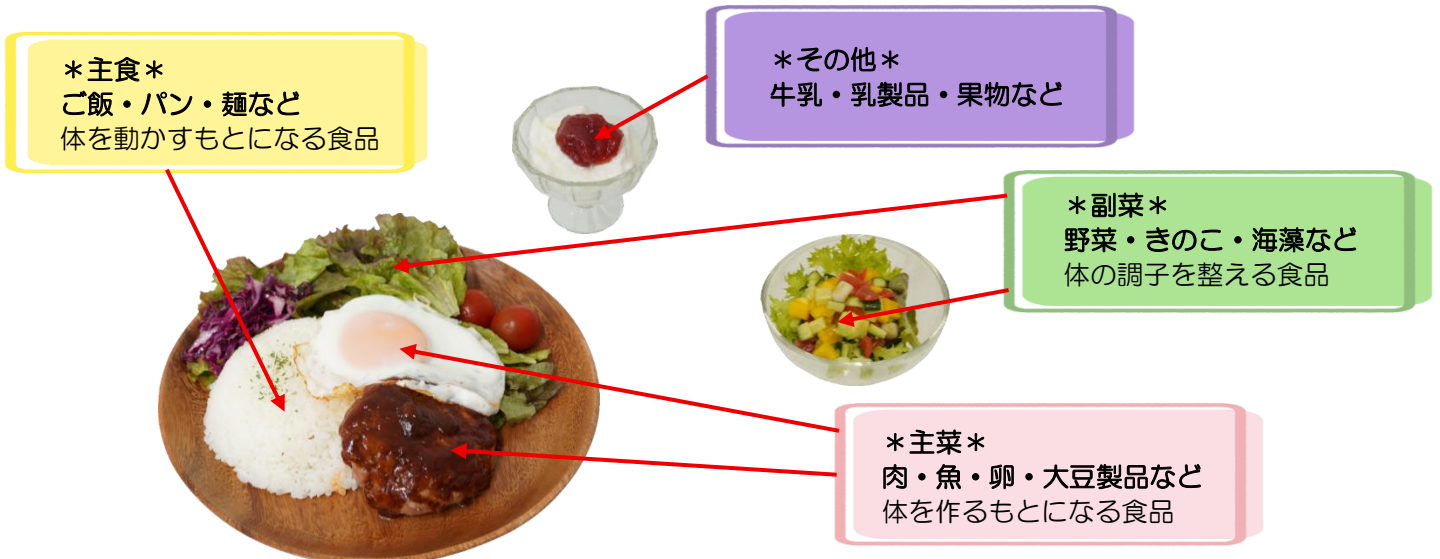 ＊主食＊
ご飯・パン・麺など
体を動かすもとになる食品
＊その他＊
牛乳・乳製品・果物など
＊副菜＊
野菜・きのこ・海藻など
体の調子を整える食品
＊主菜＊
肉・魚・卵・大豆製品など
体を作るもとになる食品